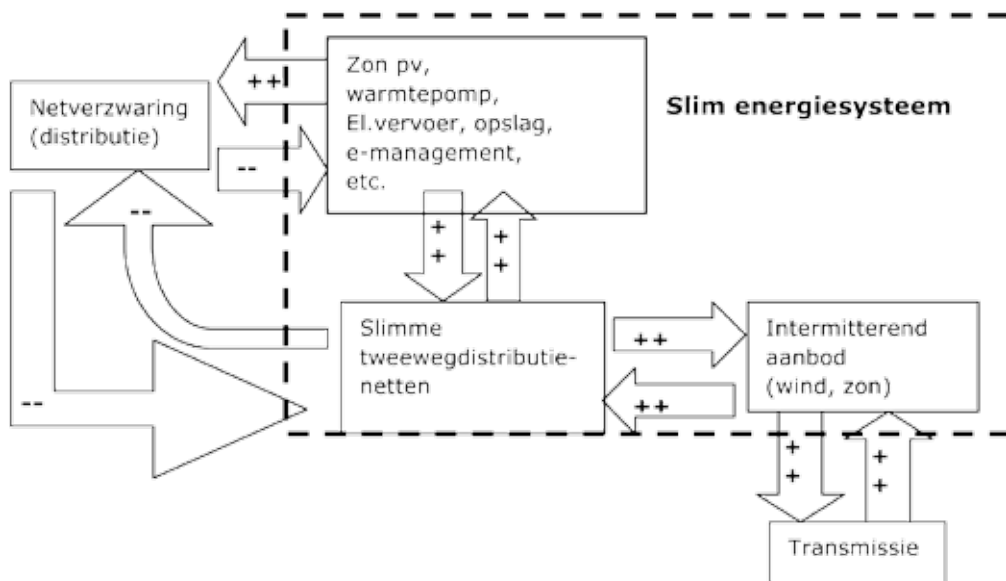 Zon pv,
warmtepomp,
El.vervoer, opslag,
e-management,
etc.
Slim energiesysteem
++
Netverzwaring
(distributie)
--
--
++
++
Slimme
tweewegdistributie-
netten
++
++
Intermitterend
aanbod
(wind, zon)
--
++
++
Transmissie